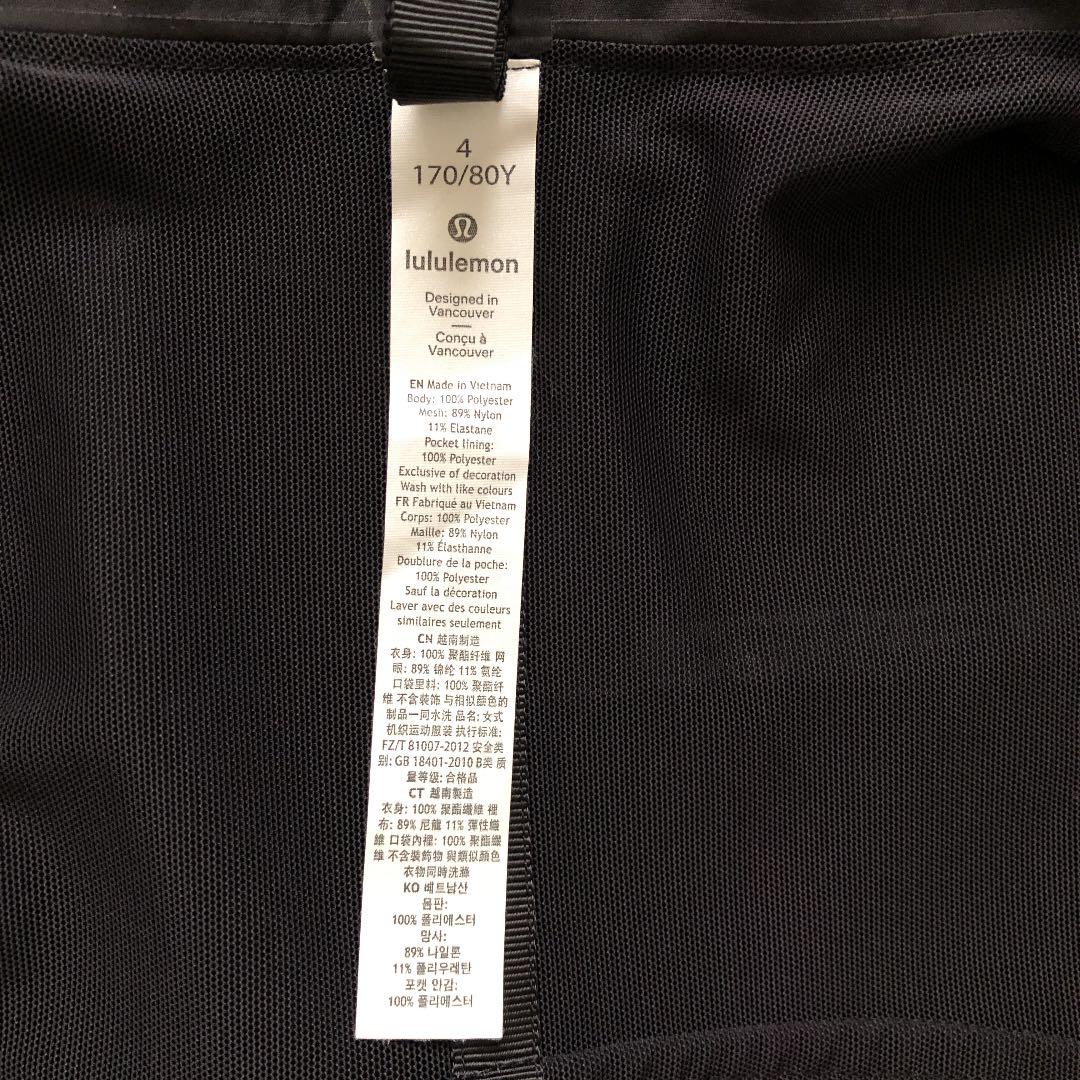 4
170/80Y
lululemon
Designed in
Vancouver
Conçu à
Vancouver
EN Made in Vietnam
Body: 100% Polyester
Mesh: 89% Nylon
11% Elastane
Pocket lining:
100% Polyester
Exclusive of decoration
Wash with like colours
FR Fabriqué au Vietnam
Corps: 100% Polyester
Maille: 89% Nylon
11% Élasthanne
Doublure de la poche:
100% Polyester
Sauf la décoration
Laver avec des couleurs
similaires seulement
CN 越南制造
衣身: 100% 聚酯纤维 网
眼: 89% 锦纶 11% 氨纶
口袋里料: 100% 聚酯纤
维 不含装饰 与相似颜色的
制品一同水洗 品名: 女式
机织运动服装 执行标准:
FZ/T 81007-2012 安全类
别: GB 18401-2010 B类 质
量等级: 合格品
CT 越南製造
衣身: 100% 聚酯纖維 裡
布: 89% 尼龍 11% 彈性纖
維 口袋內裡: 100% 聚酯纖
維 不含裝飾物 與類似顏色
衣物同時洗滌
KO 베트남산
몸판:
100% 폴리에스터
망사:
89% 나일론
11% 폴리우레탄
포켓 안감:
100% 폴리에스터